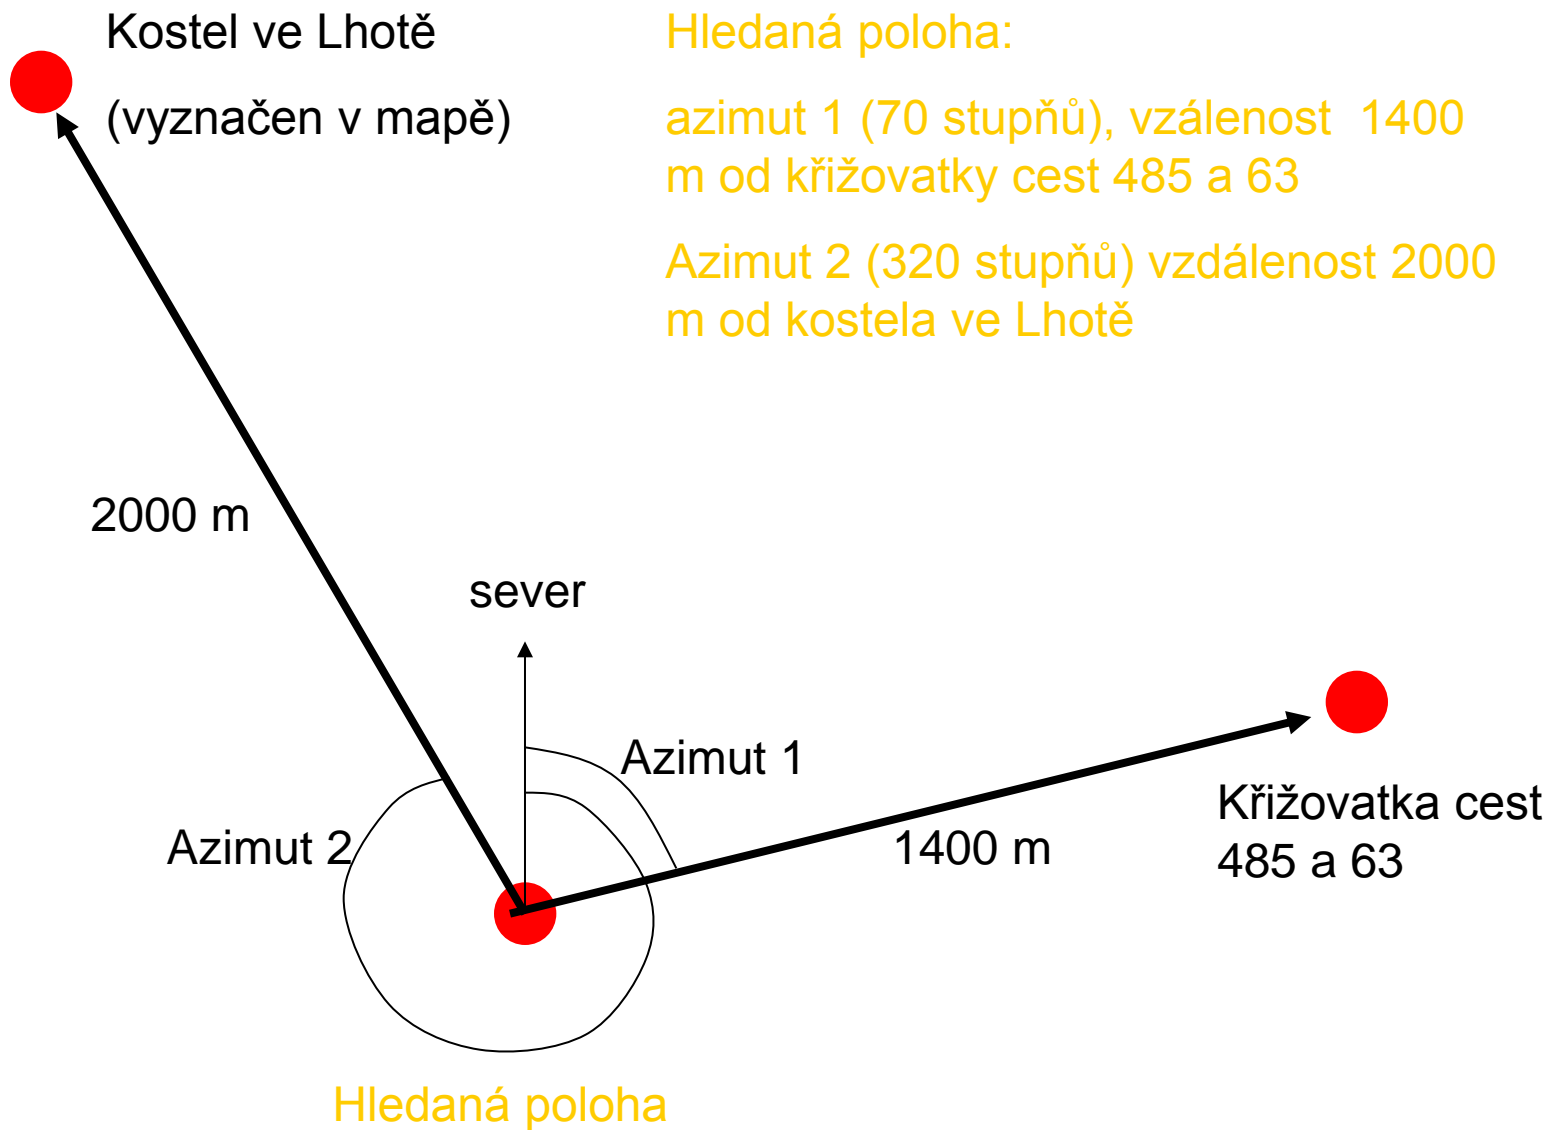 Kostel ve Lhotě
(vyznačen v mapě)
Hledaná poloha:
azimut 1 (70 stupňů), vzálenost  1400
m od křižovatky cest 485 a 63
Azimut 2 (320 stupňů) vzdálenost 2000
m od kostela ve Lhotě
2000 m
sever
Azimut 1
Azimut 2
1400 m
Křižovatka cest
485 a 63
Hledaná poloha